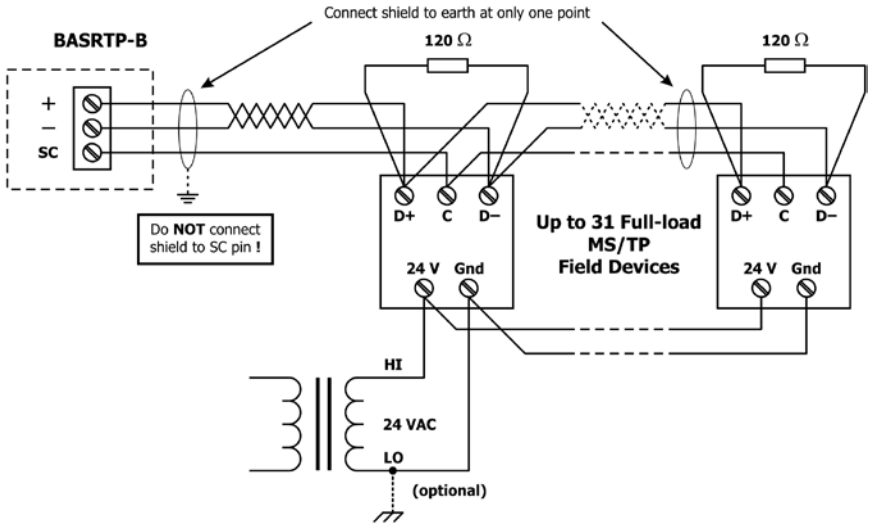 Connect shield to earth at only one point
BASRTP-B
120 Ω
120 Ω
+
−
SC
Do NOT connect
shield to SC pin !
D+ C D−
D+ C D−
Up to 31 Full-load
MS/TP
Field Devices
24 V Gnd
24 V Gnd
HI
24 VAC
LO
(optional)